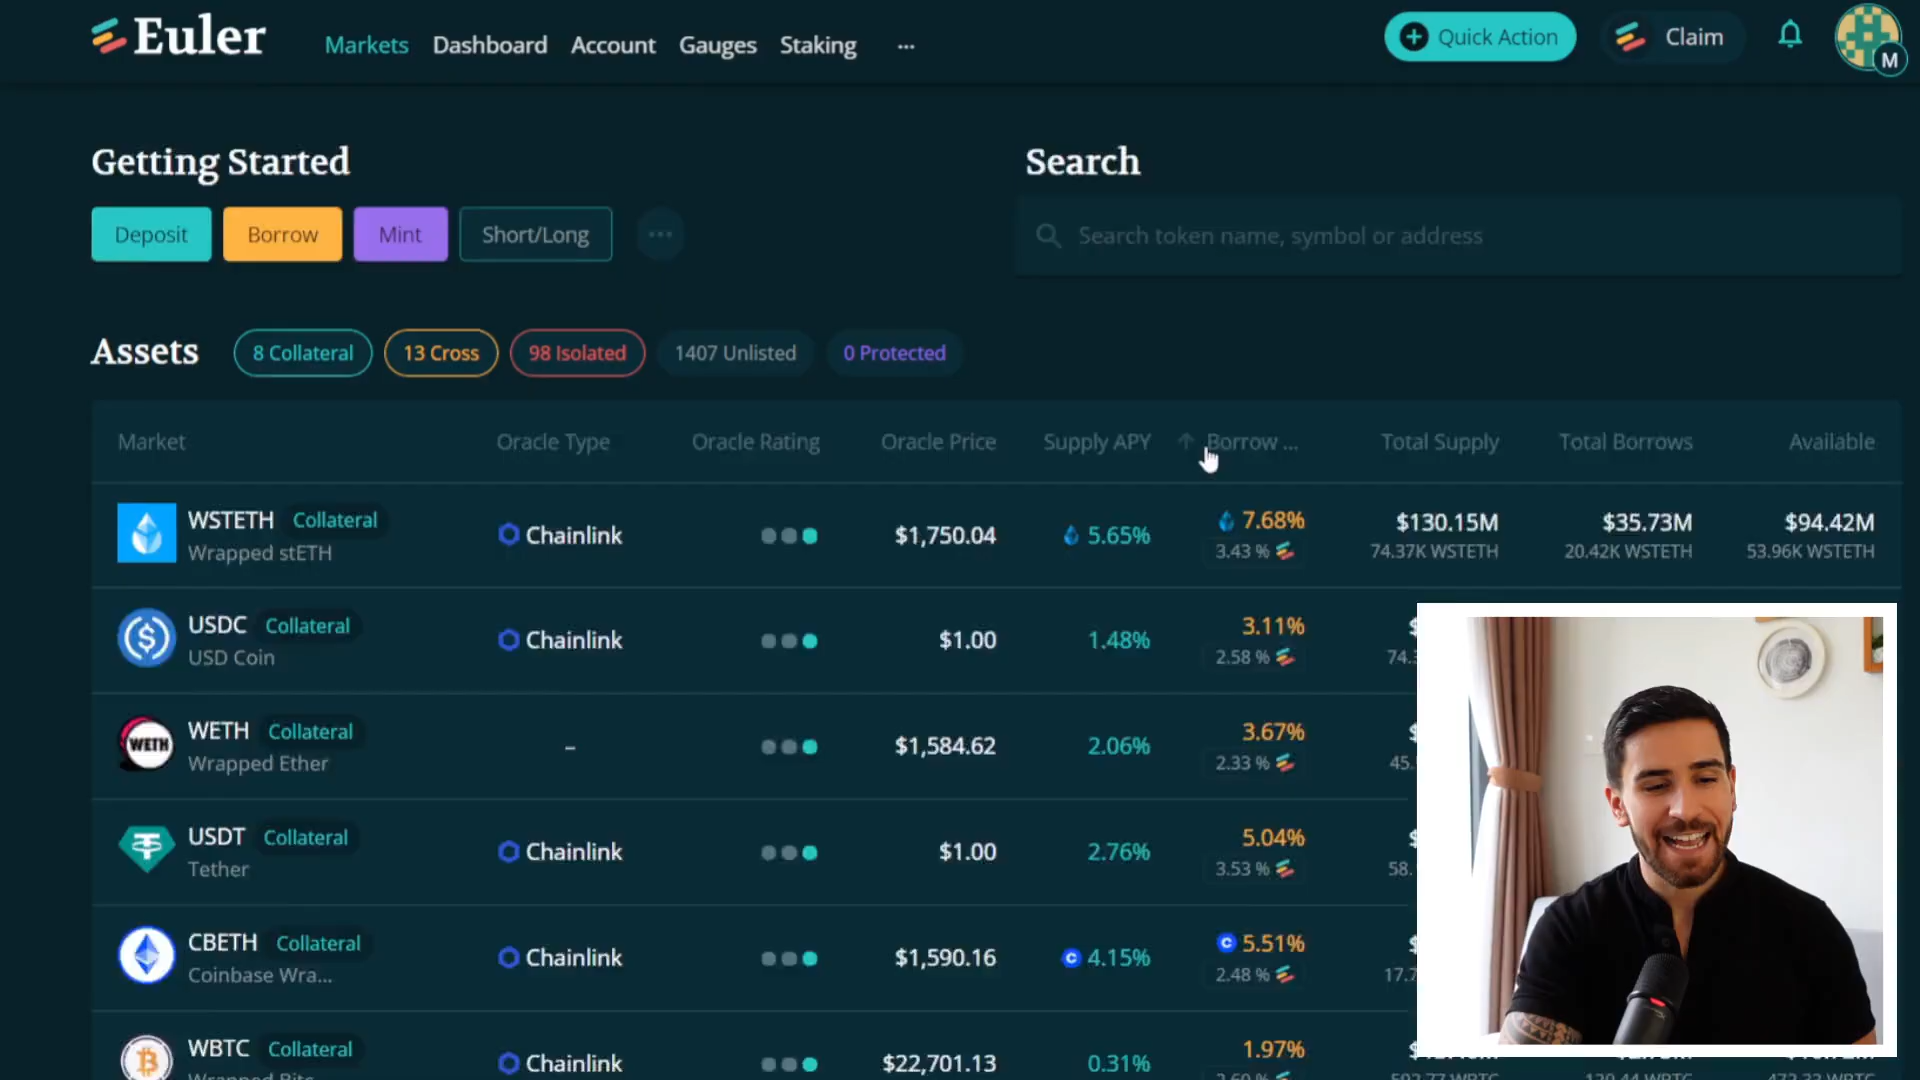 Euler
Markets Dashboard Account Gauges Staking ...
Quick Action
Claim
M
Getting Started
Search
Deposit Borrow Mint Short/Long ...
Search token name, symbol or address
Assets 8 Collateral 13 Cross 98 Isolated 1407 Unlisted 0 Protected
Market Oracle Type Oracle Rating Oracle Price Supply APY ↑ Borrow ... Total Supply Total Borrows Available
WSTETH Collateral
Wrapped stETH
Chainlink $1,750.04 5.65%
7.68%
3.43 %
$130.15M
74.37K WSTETH
$35.73M
20.42K WSTETH
$94.42M
53.96K WSTETH
USDC Collateral
USD Coin
Chainlink $1.00 1.48%
3.11%
2.58 %
WETH Collateral
Wrapped Ether
WETH
– $1,584.62 2.06%
3.67%
2.33 %
45.
USDT Collateral
Tether
Chainlink $1.00 2.76%
5.04%
3.53 %
58.
CBETH Collateral
Coinbase Wra...
Chainlink $1,590.16 4.15%
5.51%
2.48 %
17.7
WBTC Collateral
Chainlink $22,701.13 0.31%
1.97%